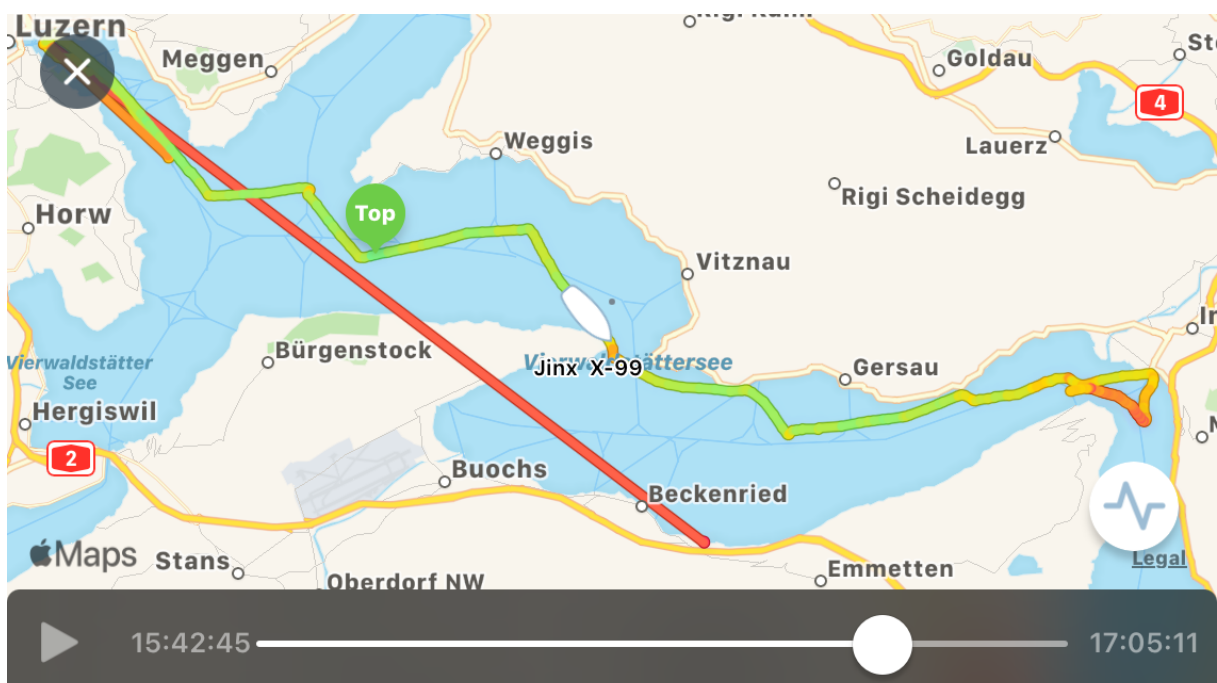 Luzern
Meggen
Goldau
4
Weggis
Lauerz
Rigi Scheidegg
Horw
Top
Vitznau
Bürgenstock
Vierwaldstätter
See
Jinx X-99
Gersau
Hergiswil
2
Buochs
Beckenried
Maps
Stans
Legal
Emmetten
Oberdorf NW
15:42:45
17:05:11